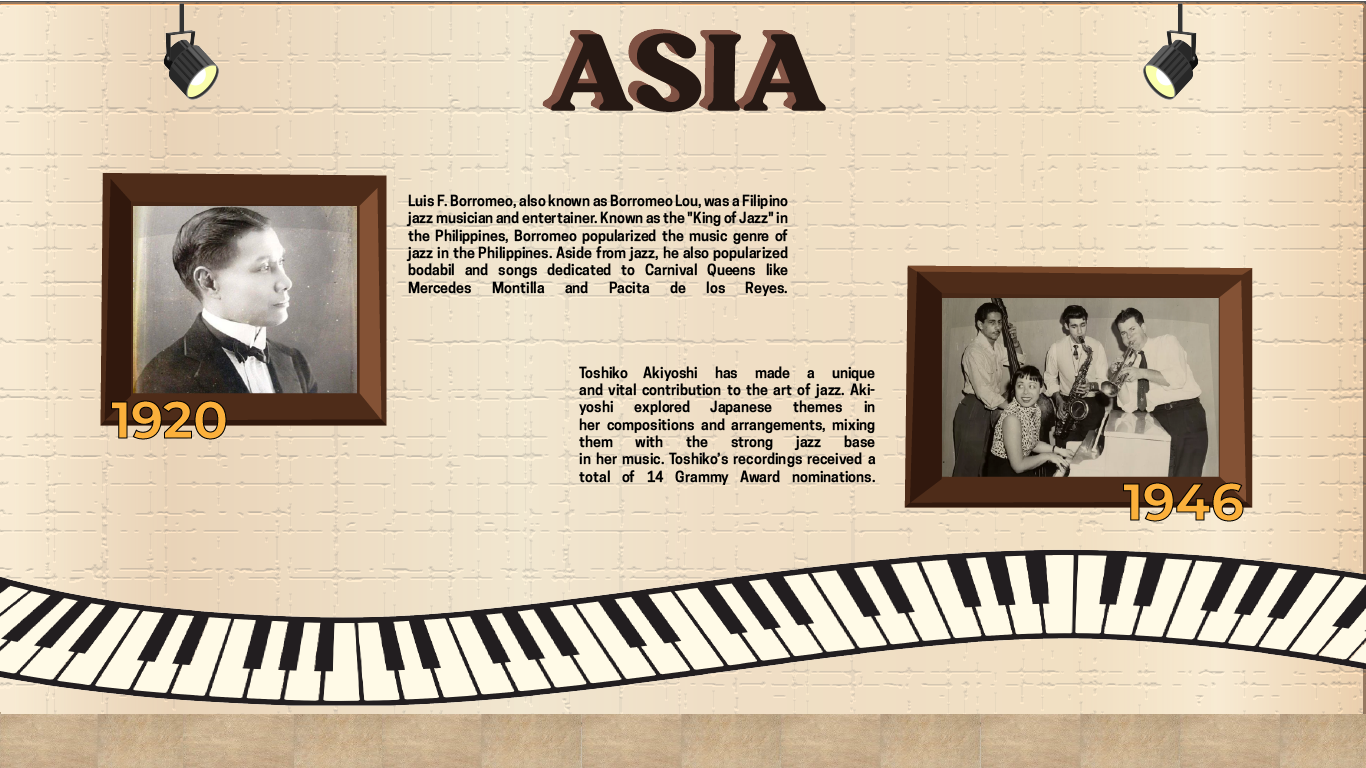 ASIA
Luis F. Borromeo, also known as Borromeo Lou, was a Filipino
jazz musician and entertainer. Known as the "King of Jazz" in
the Philippines, Borromeo popularized the music genre of
jazz in the Philippines. Aside from jazz, he also popularized
bodabil and songs dedicated to Carnival Queens like
Mercedes Montilla and Pacita de los Reyes.
1920
Toshiko Akiyoshi has made a unique
and vital contribution to the art of jazz. Aki-
yoshi explored Japanese themes in
her compositions and arrangements, mixing
them with the strong jazz base
in her music. Toshiko’s recordings received a
total of 14 Grammy Award nominations.
1946